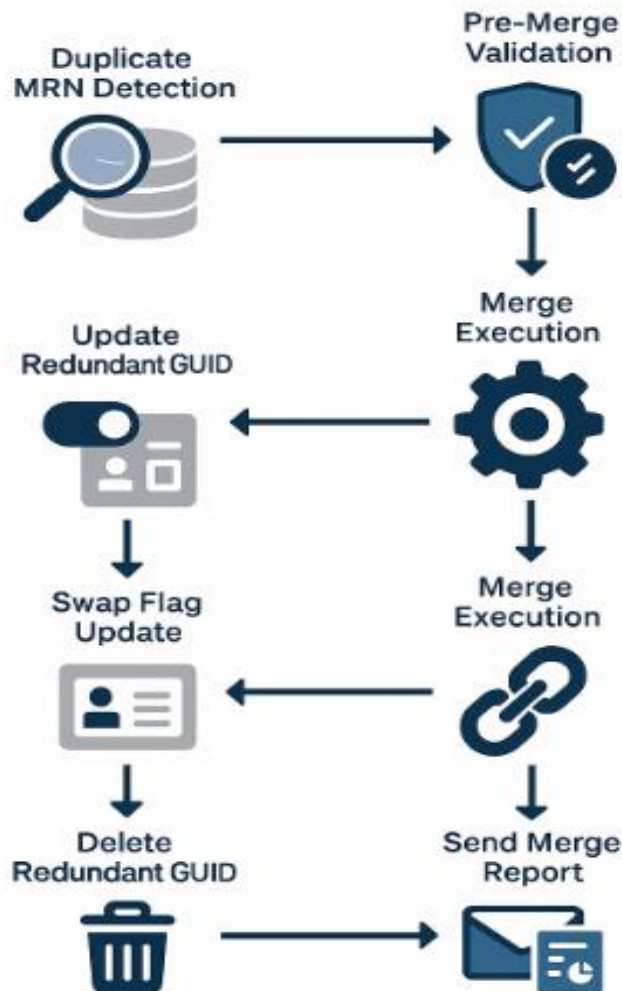 Duplicate
MRN Detection
Pre-Merge
Validation
Update
Redundant GUID
Merge
Execution
Swap Flag
Update
Merge
Execution
Delete
Redundant GUID
Send Merge
Report